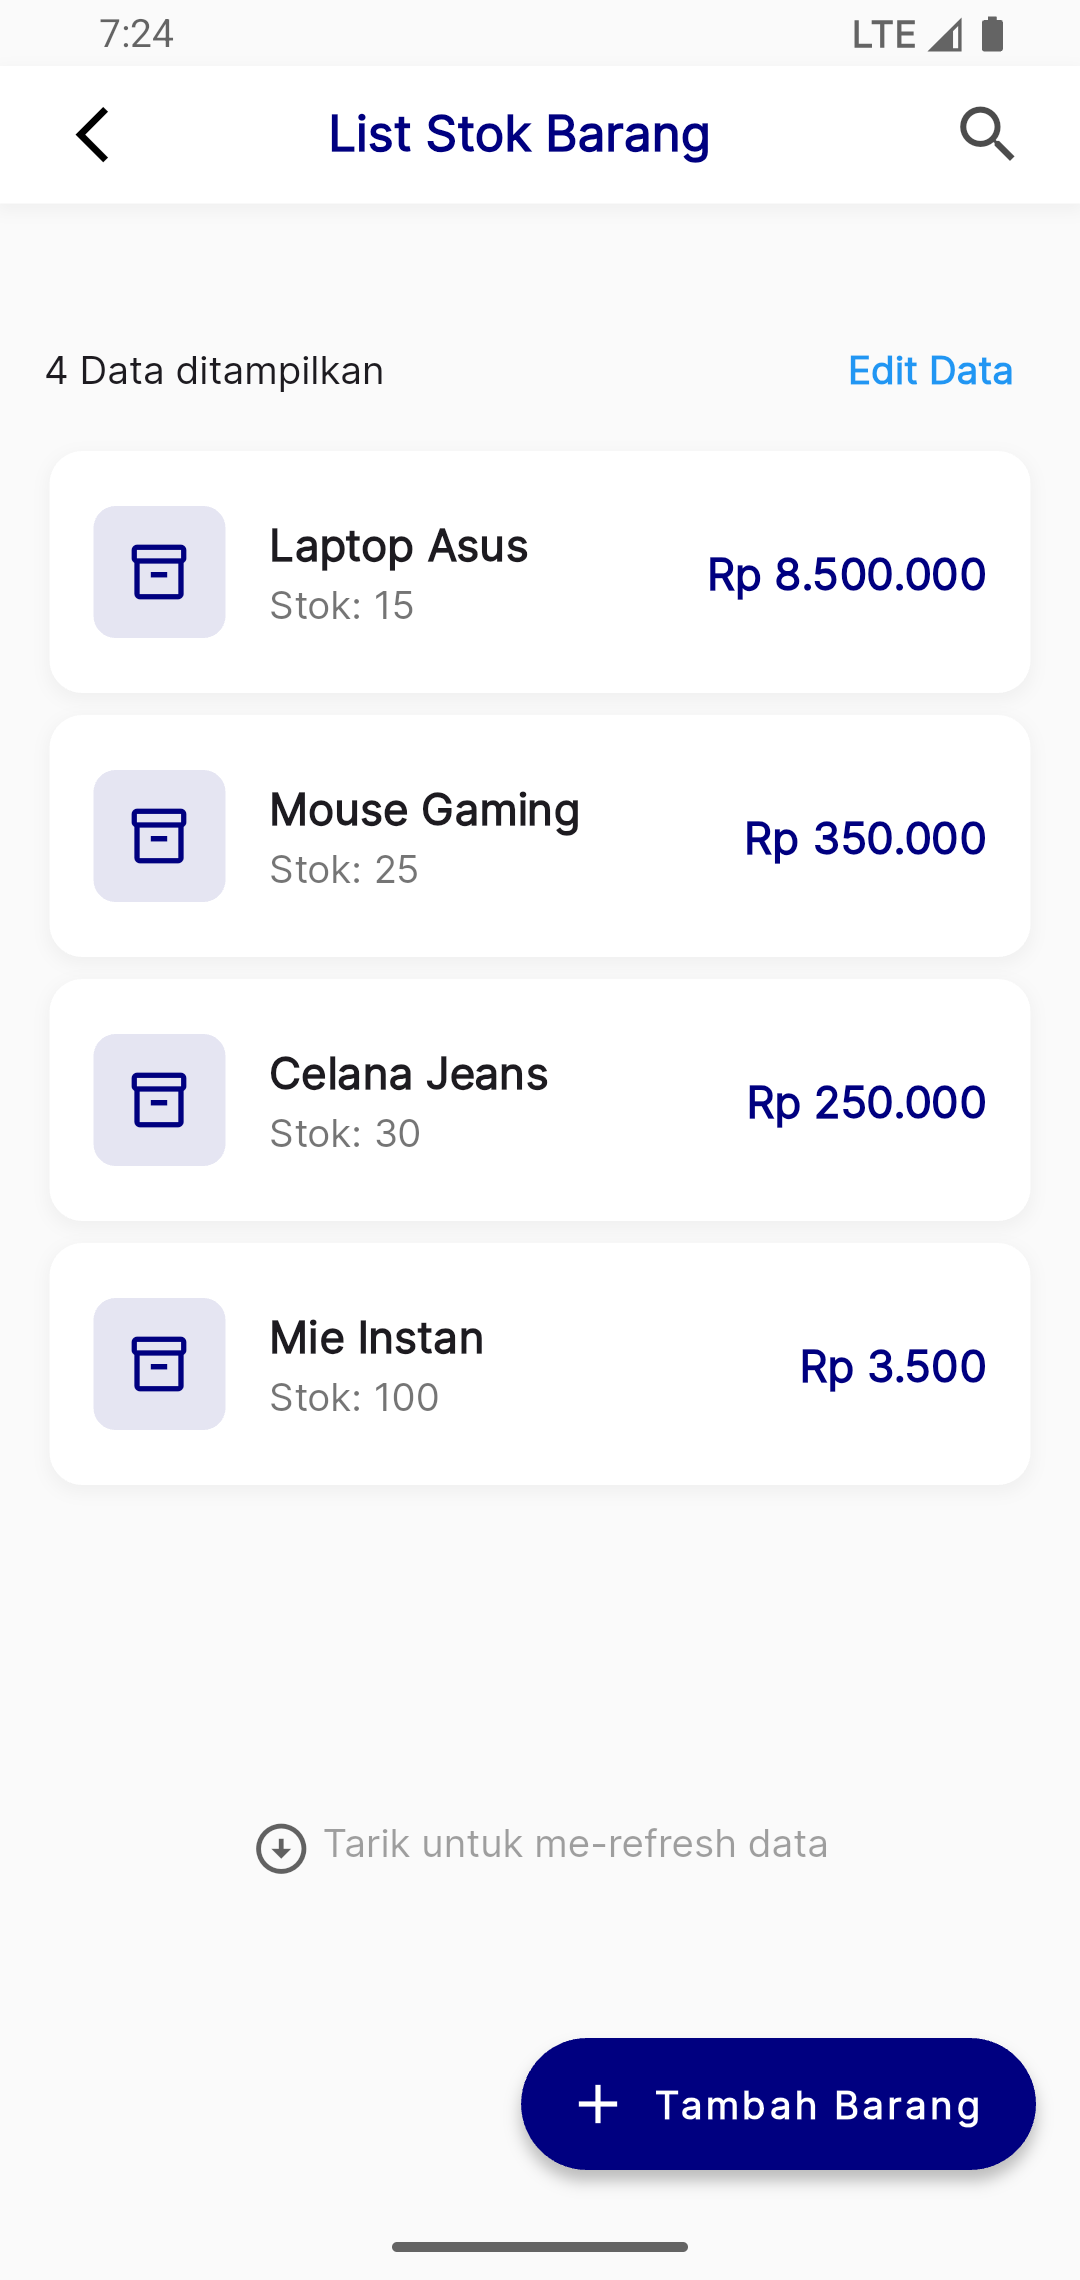 7:24
LTE
List Stok Barang
4 Data ditampilkan
Edit Data
Laptop Asus
Stok: 15
Rp 8.500.000
Mouse Gaming
Stok: 25
Rp 350.000
Celana Jeans
Stok: 30
Rp 250.000
Mie Instan
Stok: 100
Rp 3.500
Tarik untuk me-refresh data
Tambah Barang